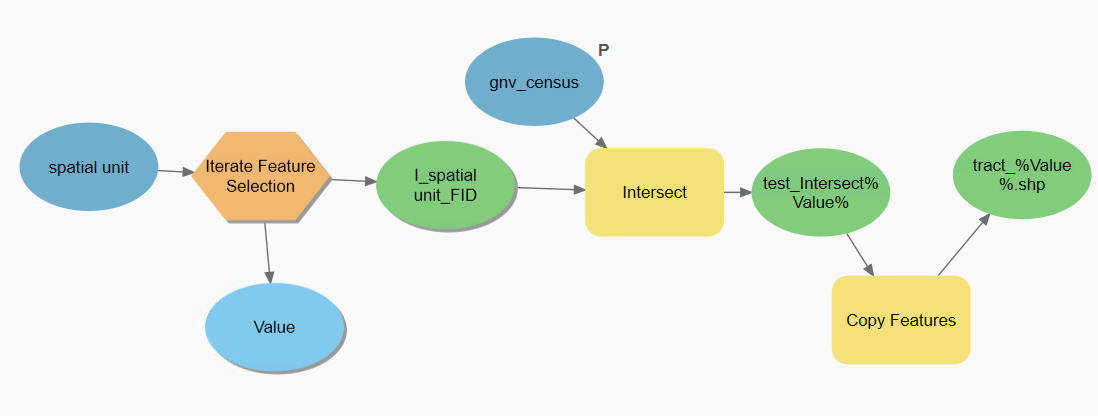 P
gnv_census
spatial unit
Iterate Feature
Selection
I_spatial
unit_FID
Intersect
test_Intersect%
Value%
tract_%Value
%.shp
Value
Copy Features